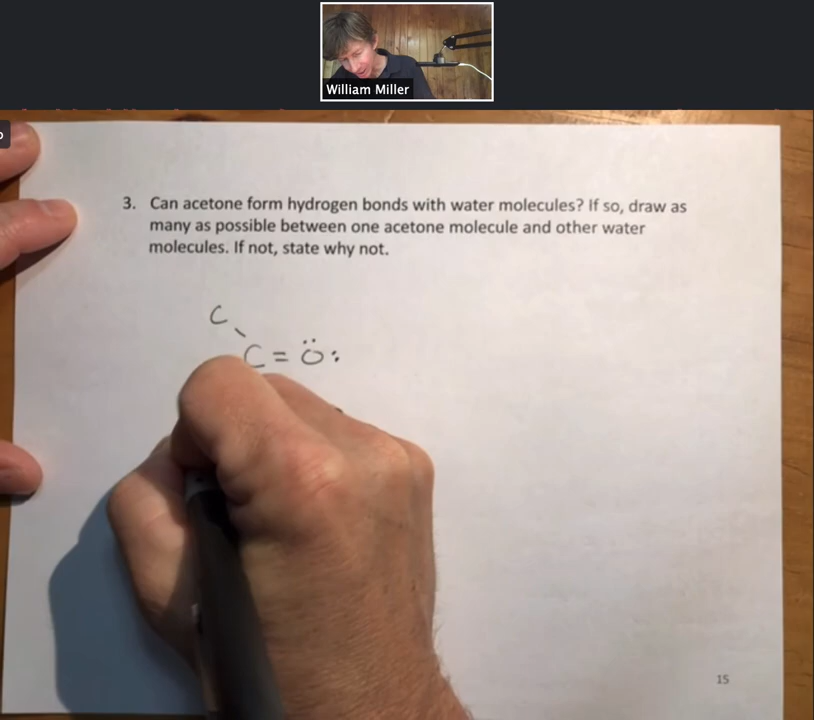 William Miller
3. Can acetone form hydrogen bonds with water molecules? If so, draw as
many as possible between one acetone molecule and other water
molecules. If not, state why not.
C
C = Ö:
15